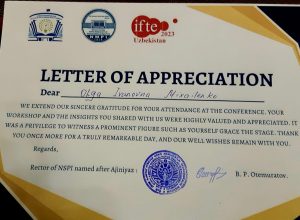 NMPI
ifte
2023
Uzbekistan
LETTER OF APPRECIATION
Dear Olga Ivanovna
WE EXTEND OUR SINCERE GRATITUDE FOR YOUR ATTENDANCE AT THE CONFERENCE. YOUR
WORKSHOP AND THE INSIGHTS YOU SHARED WITH US WERE HIGHLY VALUED AND APPRECIATED. IT
WAS A PRIVILEGE TO WITNESS A PROMINENT FIGURE SUCH AS YOURSELF GRACE THE STAGE. THANK
YOU ONCE MORE FOR A TRULY REMARKABLE DAY, AND OUR WELL WISHES REMAIN WITH YOU.
Regards,
Rector of NSPI named after Ajiniyaz : B. P. Otemuratov.